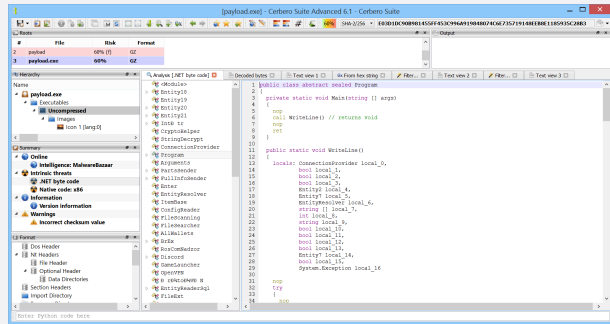 [payload.exe] - Cerbero Suite Advanced 6.1 - Cerbero Suite
60% SHA-2/256
Roots
Output
# File Risk Format
2 payload 60% (!) GZ
3 payload.exe 60% GZ
Hierarchy
Name
payload.exe
Executables
Uncompressed
Images
Icon 1 [lang:0]
Summary
Online
Intelligence: MalwareBazaar
Intrinsic threats
.NET byte code
Native code: x86
Information
Version information
Warnings
Incorrect checksum value
Format
Dos Header
Nt Headers
File Header
Optional Header
Data Directories
Section Headers
Import Directory
Enter Python code here
Analysis [.NET byte code]
Decoded bytes
Text view 1
From hex string
Filter...
Text view 2
Filter...
Text view 3
<Module>
Entity18
Entity19
Entity20
Entity21
CryptoHelper
StringDecrypt
ConnectionProvider
Program
Arguments
PartsSender
FullInfoSender
Enter
EntityResolver
ItemBase
ConfigReader
FileScanning
FileSearcher
AllWallets
BrEx
RosComNadzor
Discord
GameLauncher
OpenVPN
EntityReaderSql
FileExt
1 public class abstract sealed Program
2 {
3 private static void Main(string [] args)
4 {
5 nop
6 call WriteLine() // returns void
7 nop
8 ret
9 }
10
11 public static void WriteLine()
12 {
13 locals: ConnectionProvider local_0,
14 bool local_1,
15 bool local_2,
16 bool local_3,
17 Entity2 local_4,
18 Entity7 local_5,
19 EntityResolver local_6,
20 string [] local_7,
21 int local_8,
22 string local_9,
23 bool local_10,
24 bool local_11,
25 bool local_12,
26 bool local_13,
27 Entity7 local_14,
28 bool local_15,
29 System.Exception local_16
30
31 nop
32 try
33 {
34 nop